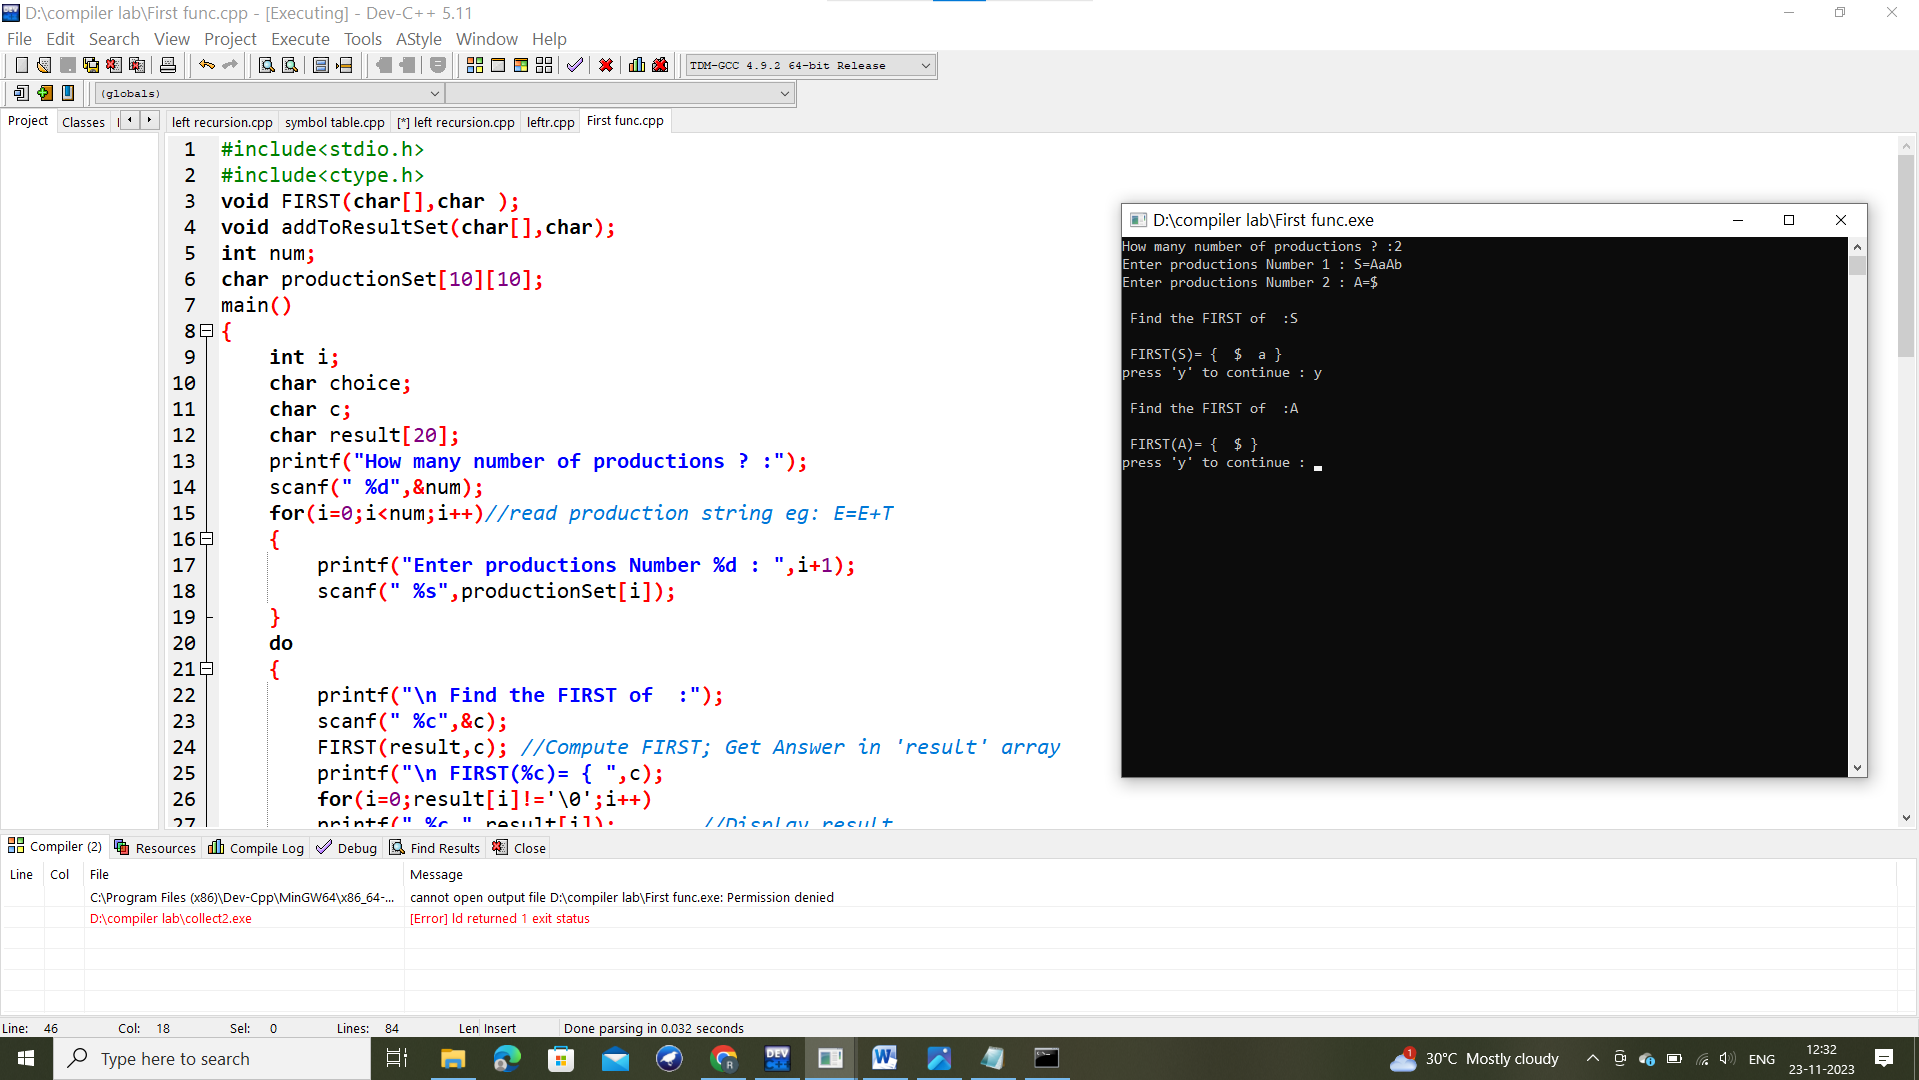 D:\compiler lab\First func.cpp - [Executing] - Dev-C++ 5.11
File Edit Search View Project Execute Tools AStyle Window Help
TDM-GCC 4.9.2 64-bit Release
(globals)
Project Classes
left recursion.cpp symbol table.cpp [*] left recursion.cpp leftr.cpp First func.cpp
1 #include<stdio.h>
2 #include<ctype.h>
3 void FIRST(char[],char );
4 void addToResultSet(char[],char);
5 int num;
6 char productionSet[10][10];
7 main()
8 {
9 int i;
10 char choice;
11 char c;
12 char result[20];
13 printf("How many number of productions ? :");
14 scanf(" %d",&num);
15 for(i=0;i<num;i++)//read production string eg: E=E+T
16 {
17 printf("Enter productions Number %d : ",i+1);
18 scanf(" %s",productionSet[i]);
19 }
20 do
21 {
22 printf("\n Find the FIRST of  :");
23 scanf(" %c",&c);
24 FIRST(result,c); //Compute FIRST; Get Answer in 'result' array
25 printf("\n FIRST(%c)= { ",c);
26 for(i=0;result[i]!='\0';i++)
27 printf(" %c ",result[i]); //Display result
D:\compiler lab\First func.exe
How many number of productions ? :2
Enter productions Number 1 : S=AaAb
Enter productions Number 2 : A=$
Find the FIRST of  :S
FIRST(S)= {  $  a }
press 'y' to continue : y
Find the FIRST of  :A
FIRST(A)= {  $ }
press 'y' to continue :
Compiler (2) Resources Compile Log Debug Find Results Close
Line Col File Message
C:\Program Files (x86)\Dev-Cpp\MinGW64\x86_64-... cannot open output file D:\compiler lab\First func.exe: Permission denied
D:\compiler lab\collect2.exe [Error] ld returned 1 exit status
Line: 46 Col: 18 Sel: 0 Lines: 84 Len Insert Done parsing in 0.032 seconds
Type here to search
DEV
1
30°C Mostly cloudy
ENG
12:32
23-11-2023